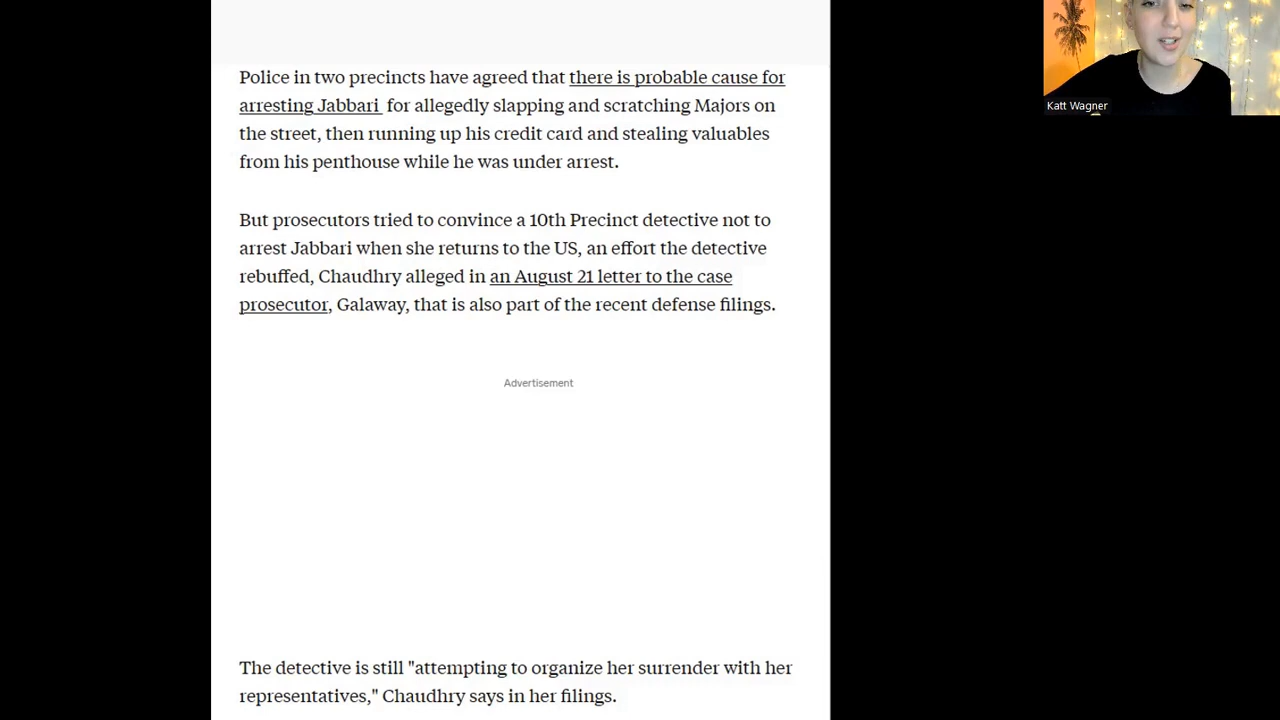 Police in two precincts have agreed that there is probable cause for
arresting Jabbari for allegedly slapping and scratching Majors on
the street, then running up his credit card and stealing valuables
from his penthouse while he was under arrest.
But prosecutors tried to convince a 10th Precinct detective not to
arrest Jabbari when she returns to the US, an effort the detective
rebuffed, Chaudhry alleged in an August 21 letter to the case
prosecutor, Galaway, that is also part of the recent defense filings.
Advertisement
The detective is still "attempting to organize her surrender with her
representatives," Chaudhry says in her filings.
Katt Wagner